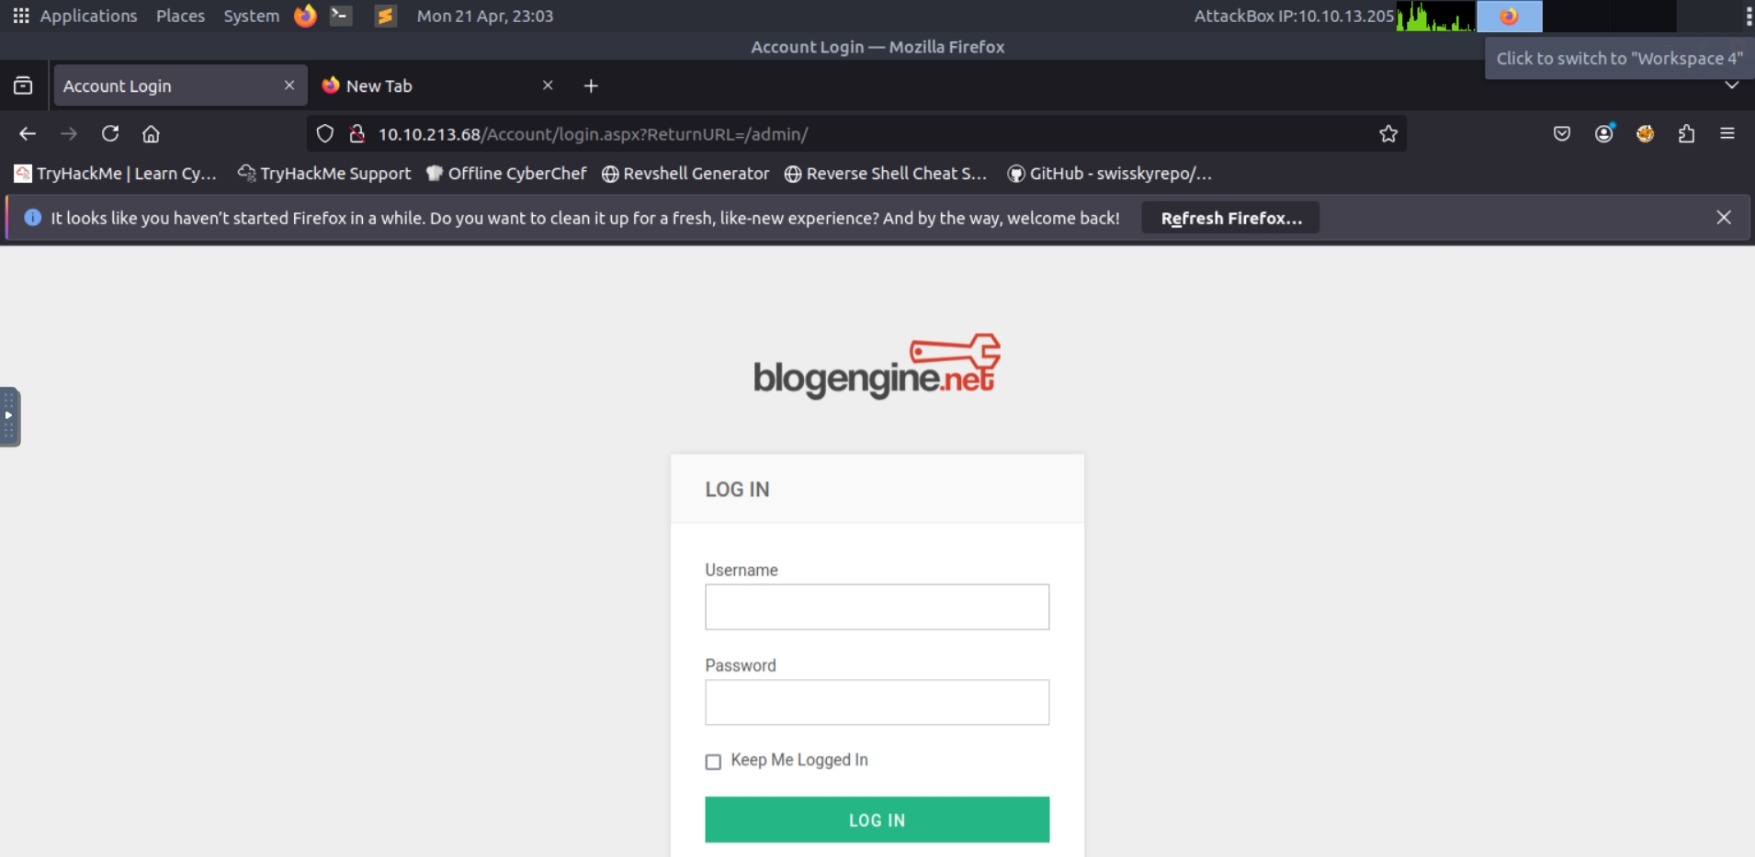 Applications Places System Mon 21 Apr, 23:03 AttackBox IP:10.10.13.205
Account Login — Mozilla Firefox
Click to switch to "Workspace 4"
Account Login New Tab
10.10.213.68/Account/login.aspx?ReturnURL=/admin/
TryHackMe | Learn Cy... TryHackMe Support Offline CyberChef Revshell Generator Reverse Shell Cheat S... GitHub - swisskyrepo/...
It looks like you haven't started Firefox in a while. Do you want to clean it up for a fresh, like-new experience? And by the way, welcome back! Refresh Firefox...
blogengine.net
LOG IN
Username
Password
Keep Me Logged In
LOG IN